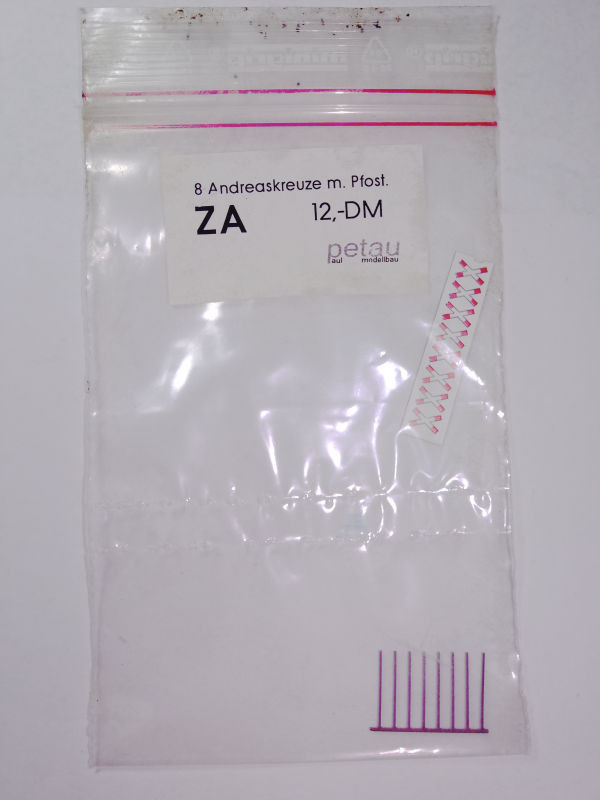 8 Andreaskreuze m. Pfost.
ZA 12,-DM
petau
aul modellbau